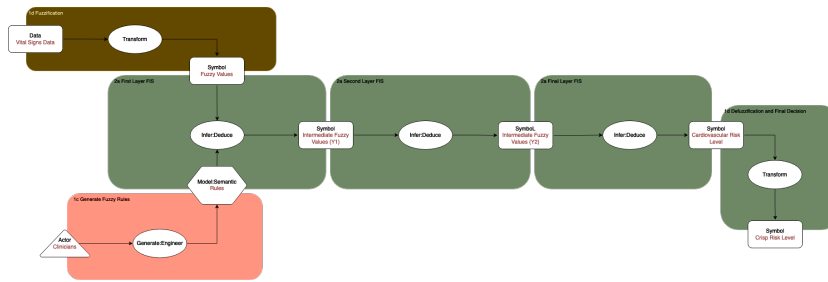 1d Fuzzification
Data
Vital Signs Data
Transform
Symbol
Fuzzy Values
2a First Layer FIS
2a Second Layer FIS
2a Final Layer FIS
1d Defuzzification and Final Decision
Infer:Deduce
Symbol
Intermediate Fuzzy
Values (Y1)
Infer:Deduce
SymboL
Intermediate Fuzzy
Values (Y2)
Infer:Deduce
Symbol
Cardiovascular Risk
Level
Transform
Model:Semantic
Rules
1c Generate Fuzzy Rules
Actor
Clinicians
Generate:Engineer
Symbol
Crisp Risk Level